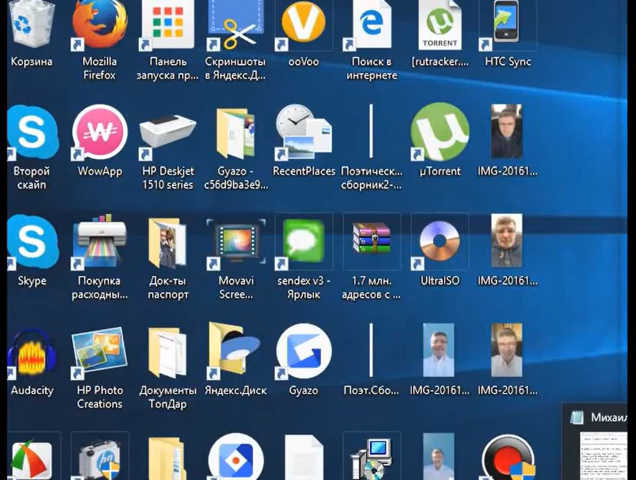 Корзина
Mozilla
Firefox
Панель
запуска пр...
Скриншоты
в Яндекс.Д...
ooVoo
Поиск в
интернете
TORRENT
[rutracker....
HTC Sync
Второй
скайп
WowApp
HP Deskjet
1510 series
Gyazo -
c56d9ba3e9...
RecentPlaces
Поэтическ...
сборник2-...
µTorrent
IMG-20161...
Skype
Покупка
расходны...
Док-ты
паспорт
Movavi
Scree...
sendex v3 -
Ярлык
1.7 млн.
адресов с ...
UltraISO
IMG-20161...
Audacity
HP Photo
Creations
Документы
ТопДар
Яндекс.Диск
Gyazo
Поэт.Сбо...
IMG-20161...
IMG-20161...
Михаил